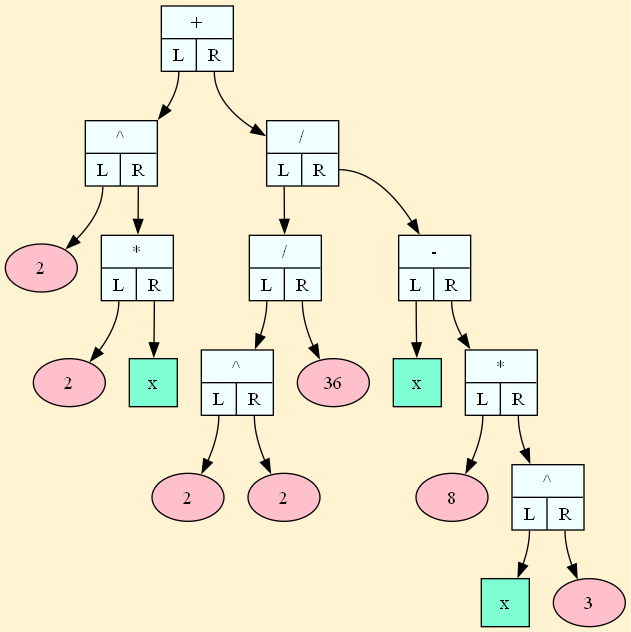 +
L R
^ /
L R L R
2 * / -
L R L R L R
2 x ^ 36 x *
L R L R
2 2 8 ^
L R
x 3